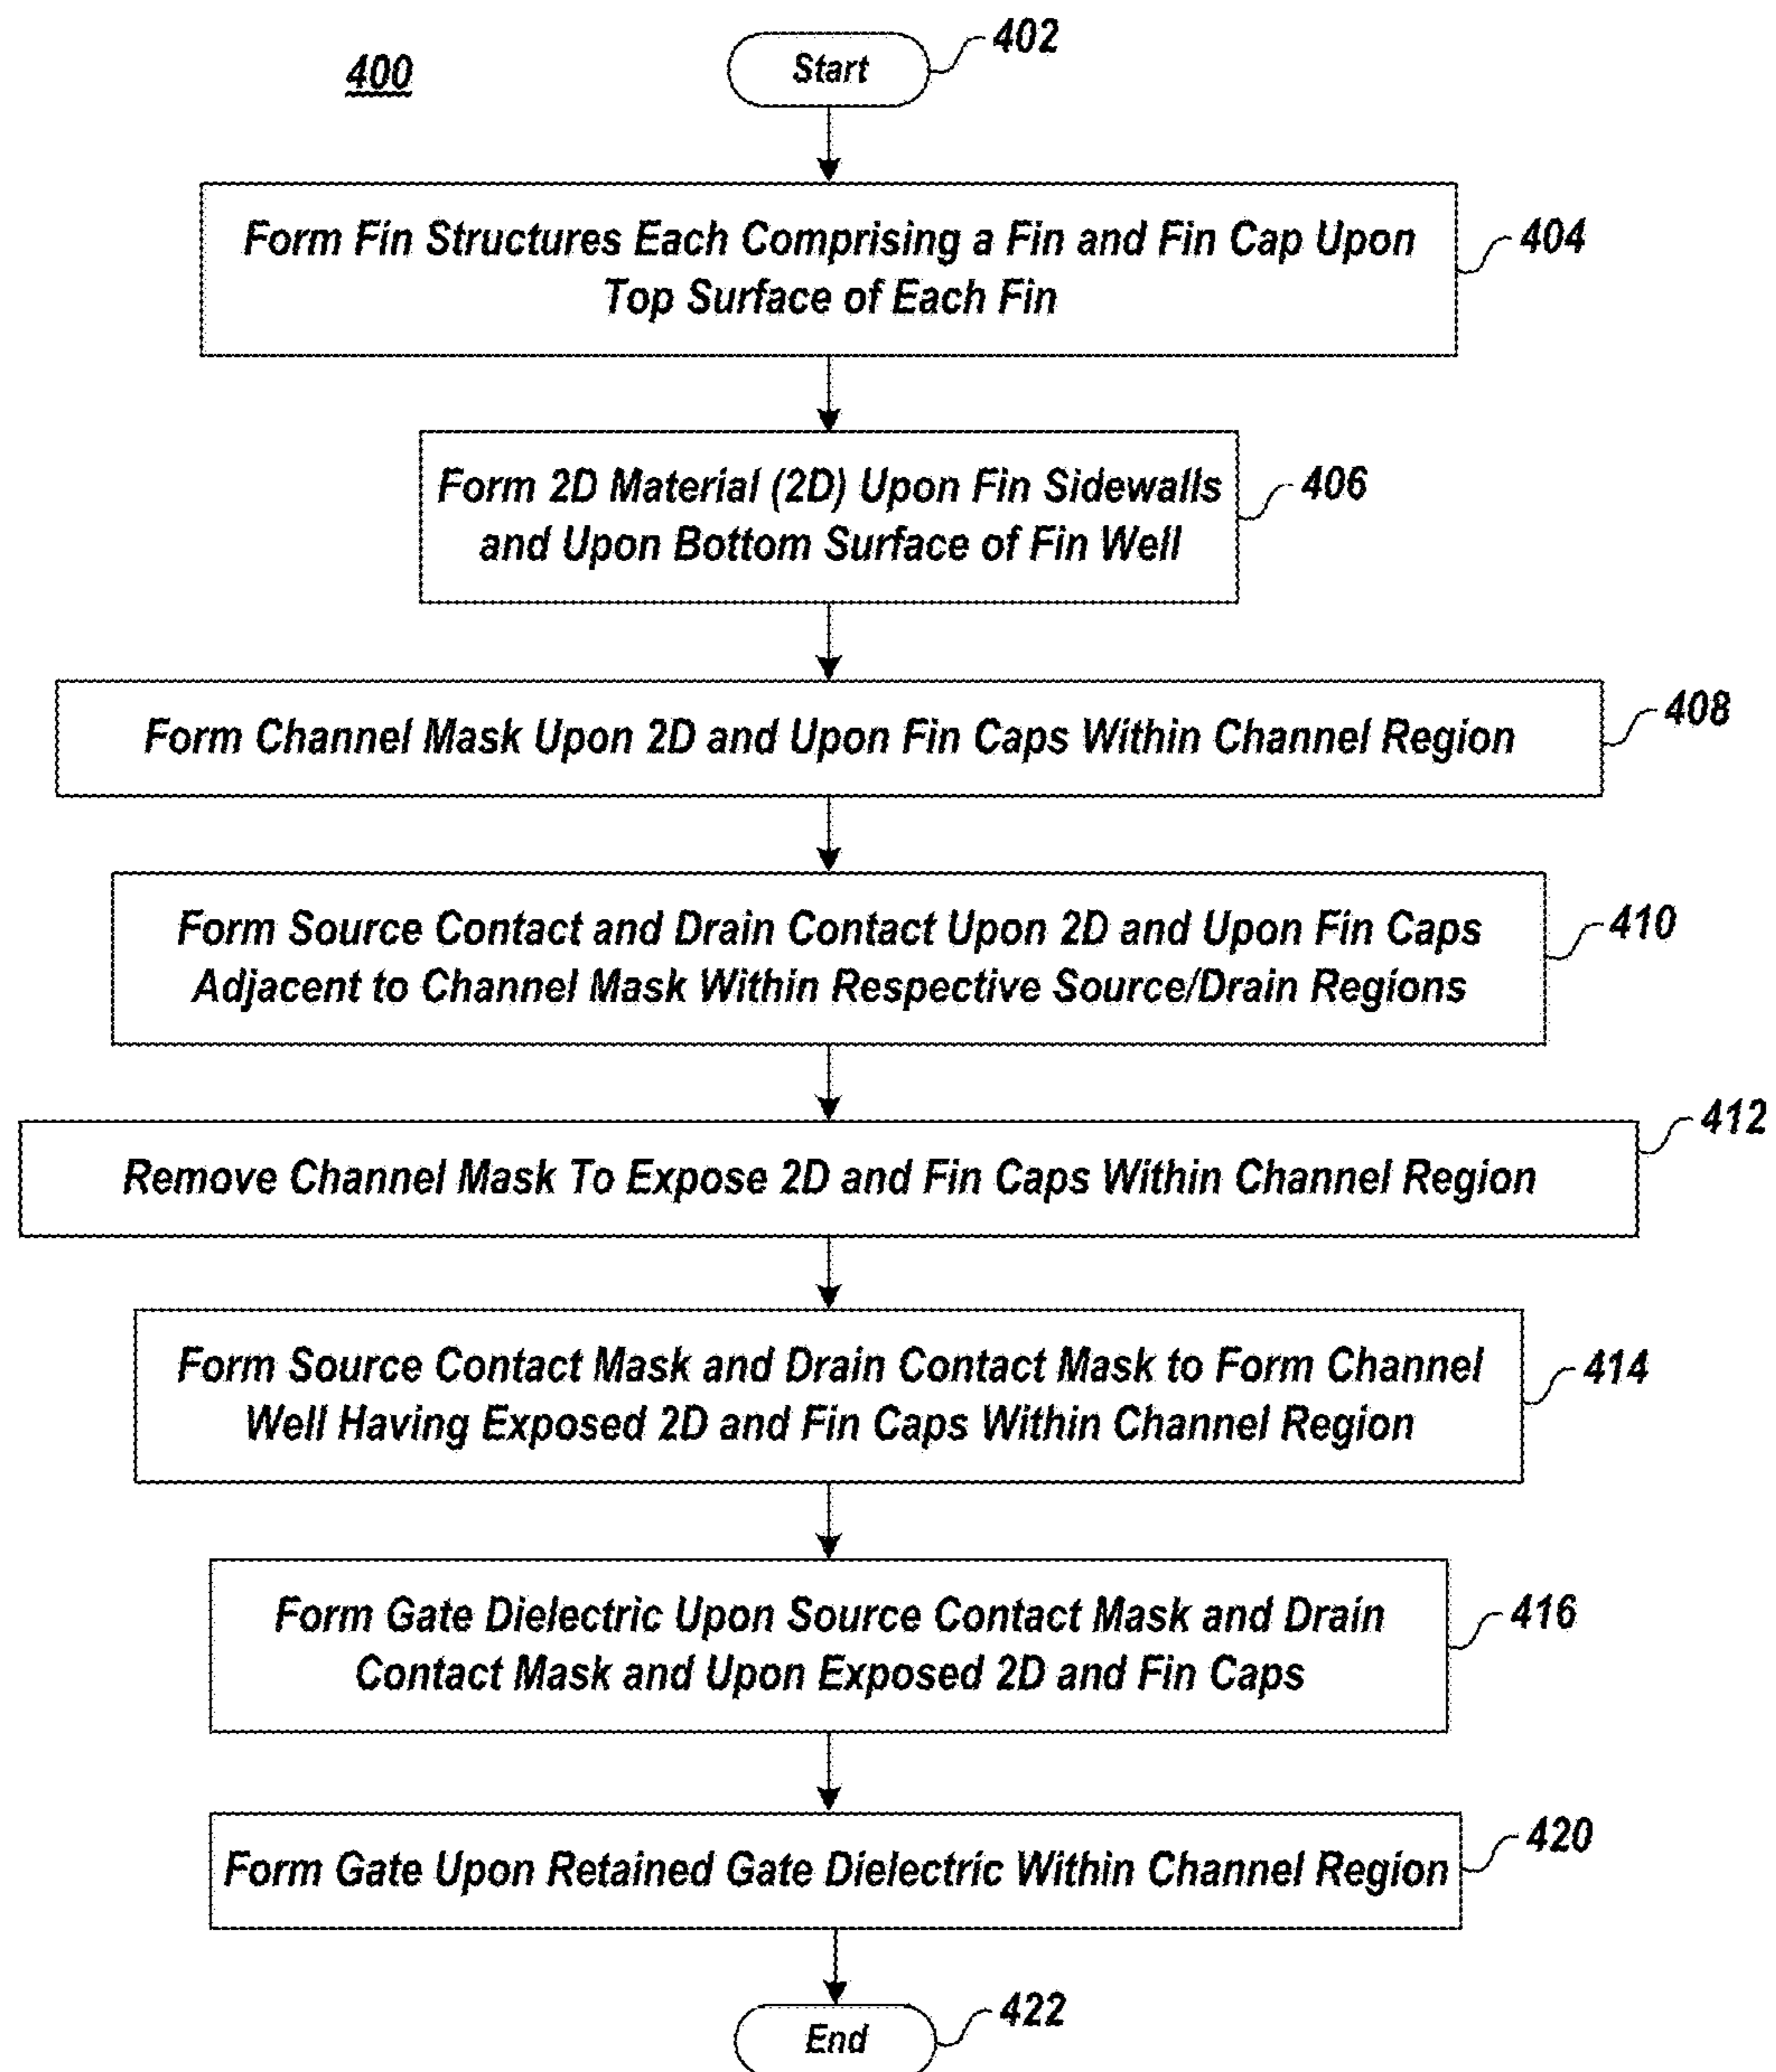 400
Start
402
Form Fin Structures Each Comprising a Fin and Fin Cap Upon
Top Surface of Each Fin
404
Form 2D Material (2D) Upon Fin Sidewalls
and Upon Bottom Surface of Fin Well
406
Form Channel Mask Upon 2D and Upon Fin Caps Within Channel Region
408
Form Source Contact and Drain Contact Upon 2D and Upon Fin Caps
Adjacent to Channel Mask Within Respective Source/Drain Regions
410
Remove Channel Mask To Expose 2D and Fin Caps Within Channel Region
412
Form Source Contact Mask and Drain Contact Mask to Form Channel
Well Having Exposed 2D and Fin Caps Within Channel Region
414
Form Gate Dielectric Upon Source Contact Mask and Drain
Contact Mask and Upon Exposed 2D and Fin Caps
416
Form Gate Upon Retained Gate Dielectric Within Channel Region
420
End
422